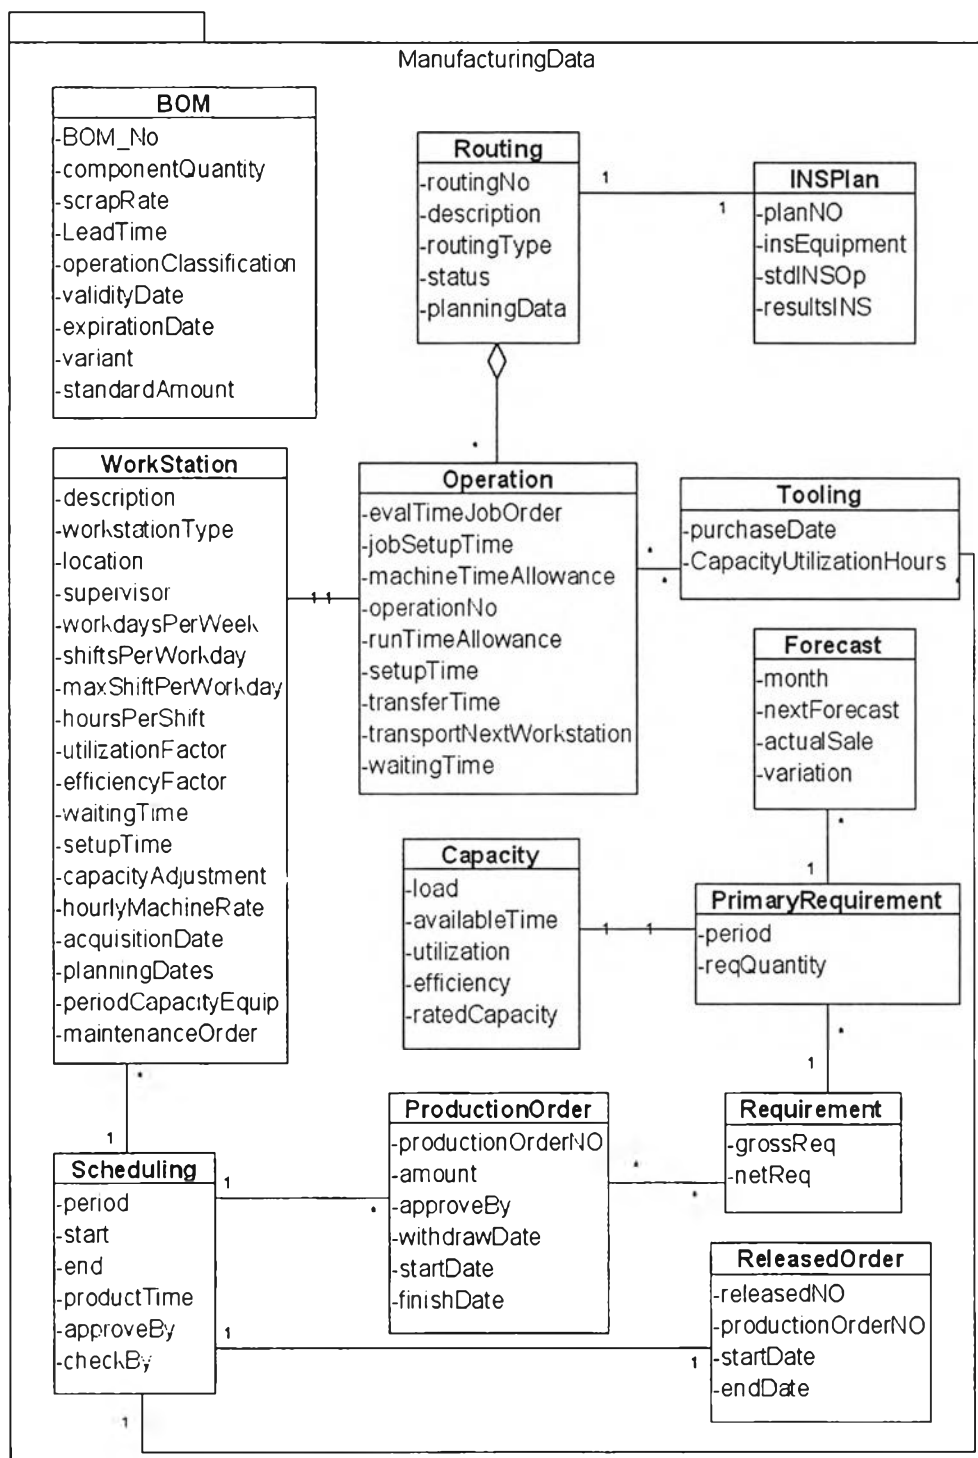 ManufacturingData
BOM
-BOM_No
-componentQuantity
-scrapRate
-LeadTime
-operationClassification
-validityDate
-expirationDate
-variant
-standardAmount
Routing
-routingNo
-description
-routingType
-status
-planningData
1
1
INSPlan
-planNO
-insEquipment
-stdINSOp
-resultsINS
*
WorkStation
-description
-workstationType
-location
-supervisor
-workdaysPerWeek
-shiftsPerWorkday
-maxShiftPerWorkday
-hoursPerShift
-utilizationFactor
-efficiencyFactor
-waitingTime
-setupTime
-capacityAdjustment
-hourlyMachineRate
-acquisitionDate
-planningDates
-periodCapacityEquip
-maintenanceOrder
1 1
Operation
-evalTimeJobOrder
-jobSetupTime
-machineTimeAllowance
-operationNo
-runTimeAllowance
-setupTime
-transferTime
-transportNextWorkstation
-waitingTime
*
*
Tooling
-purchaseDate
-CapacityUtilizationHours
*
Forecast
-month
-nextForecast
-actualSale
-variation
*
1
Capacity
-load
-availableTime
-utilization
-efficiency
-ratedCapacity
1 1
PrimaryRequirement
-period
-reqQuantity
*
1
*
1
Scheduling
-period
-start
-end
-productTime
-approveBy
-checkBy
1
*
ProductionOrder
-productionOrderNO
-amount
-approveBy
-withdrawDate
-startDate
-finishDate
*
*
Requirement
-grossReq
-netReq
1
1
ReleasedOrder
-releasedNO
-productionOrderNO
-startDate
-endDate
1